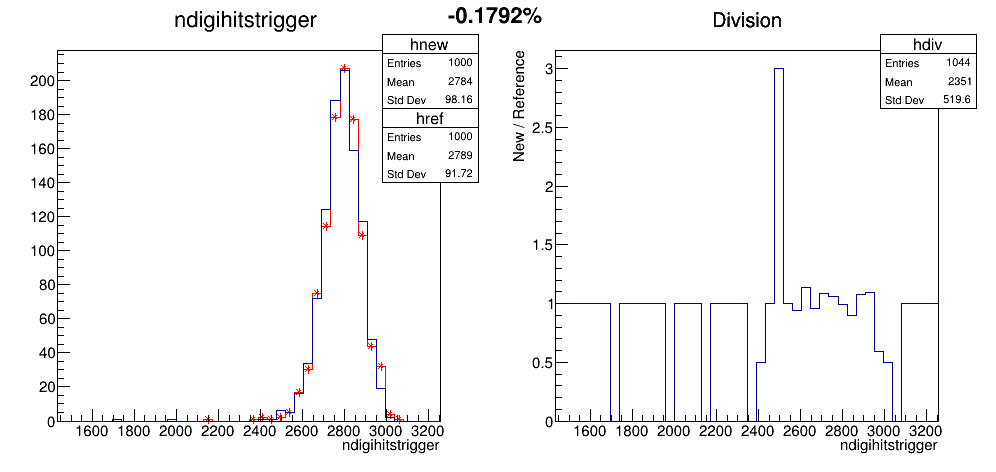 ndigihitstrigger
-0.1792%
Division
hnew
Entries 1000
Mean 2784
Std Dev 98.16
href
Entries 1000
Mean 2789
Std Dev 91.72
200
180
160
140
120
100
80
60
40
20
0
1600 1800 2000 2200 2400 2600 2800 3000 3200
ndigihitstrigger
hdiv
Entries 1044
Mean 2351
Std Dev 519.6
New / Reference
3
2.5
2
1.5
1
0.5
0
1600 1800 2000 2200 2400 2600 2800 3000 3200
ndigihitstrigger